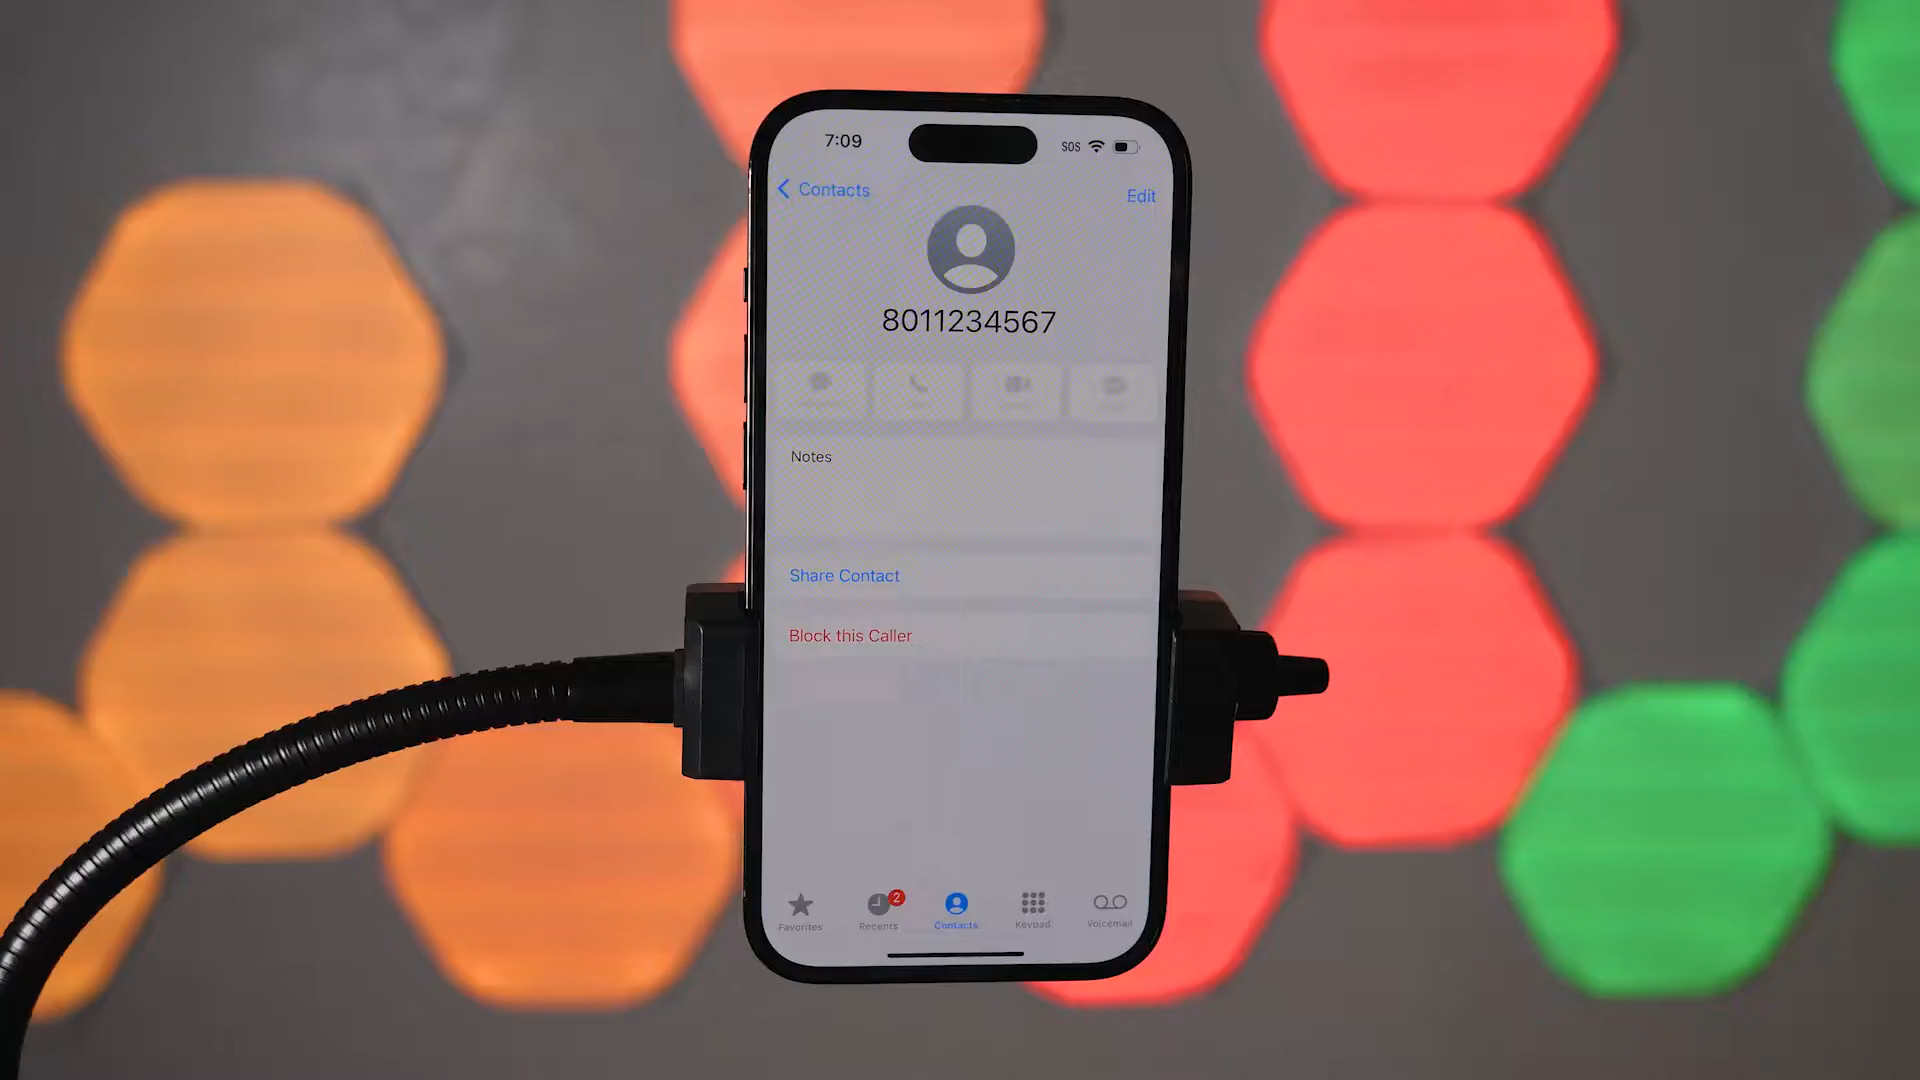 7:09
SOS
Contacts
Edit
8011234567
Notes
Share Contact
Block this Caller
2
Favorites
Recents
Contacts
Keypad
Voicemail